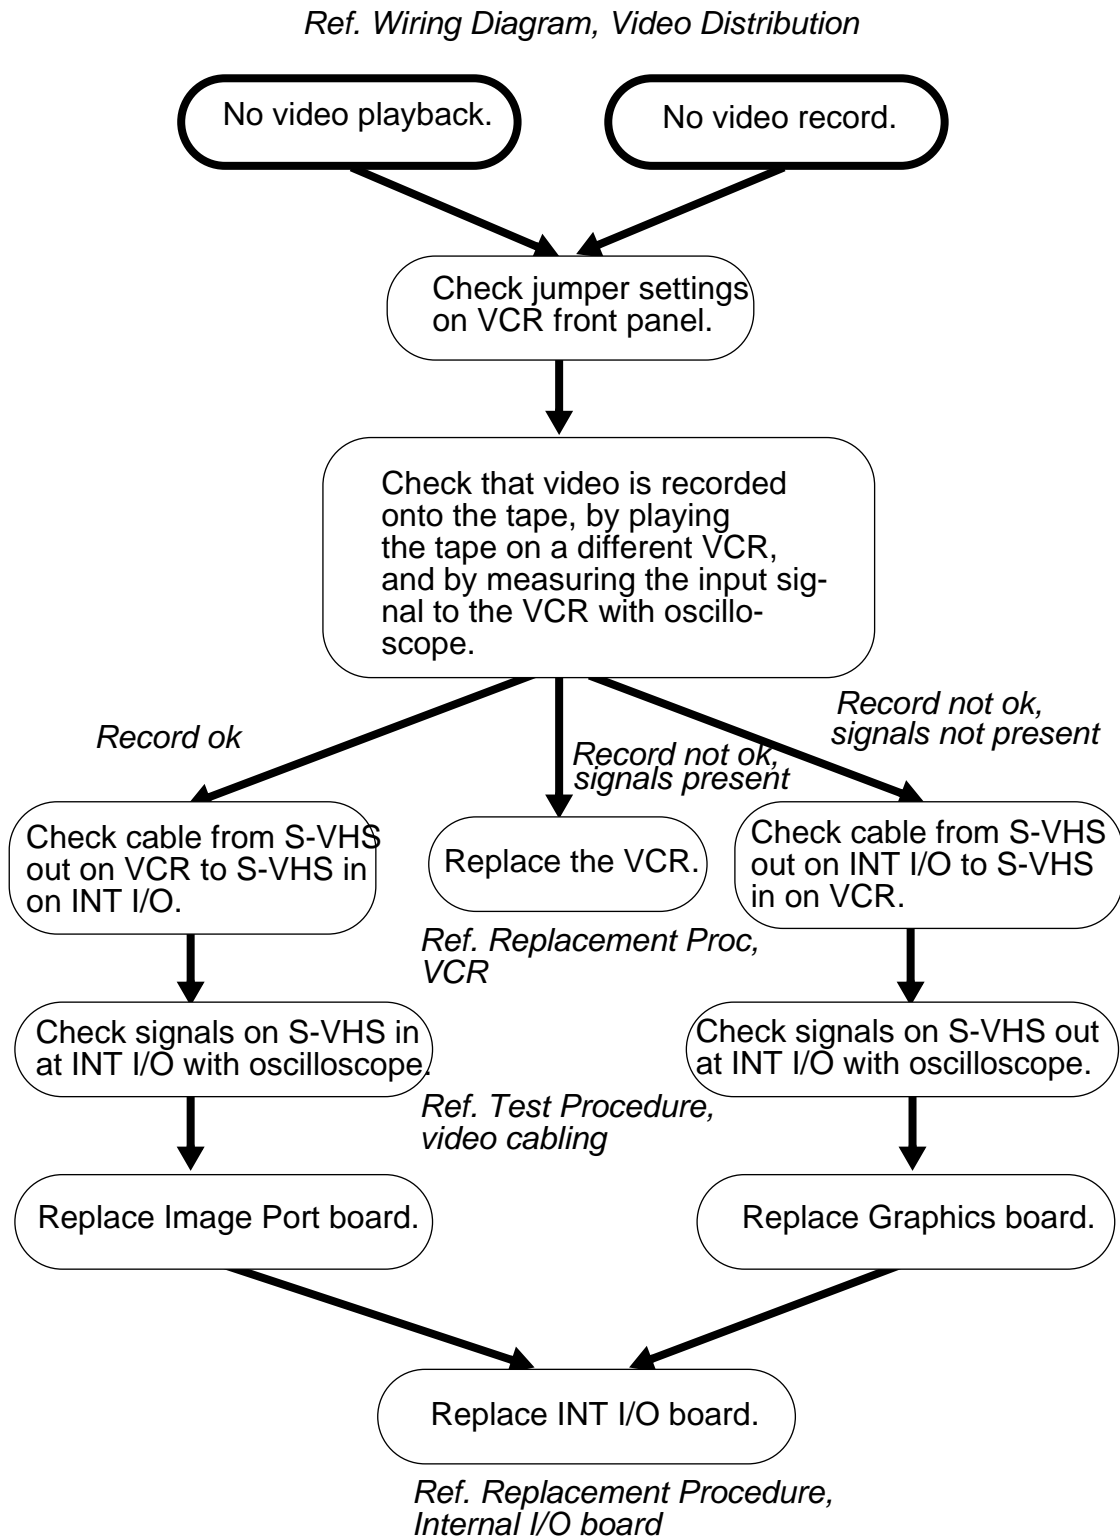 Ref. Wiring Diagram, Video Distribution
No video playback.
No video record.
Check jumper settings
on VCR front panel.
Check that video is recorded
onto the tape, by playing
the tape on a different VCR,
and by measuring the input sig-
nal to the VCR with oscillo-
scope.
Record ok
Record not ok,
signals present
Record not ok,
signals not present
Check cable from S-VHS
out on VCR to S-VHS in
on INT I/O.
Replace the VCR.
Check cable from S-VHS
out on INT I/O to S-VHS
in on VCR.
Ref. Replacement Proc,
VCR
Check signals on S-VHS in
at INT I/O with oscilloscope.
Check signals on S-VHS out
at INT I/O with oscilloscope.
Ref. Test Procedure,
video cabling
Replace Image Port board.
Replace Graphics board.
Replace INT I/O board.
Ref. Replacement Procedure,
Internal I/O board